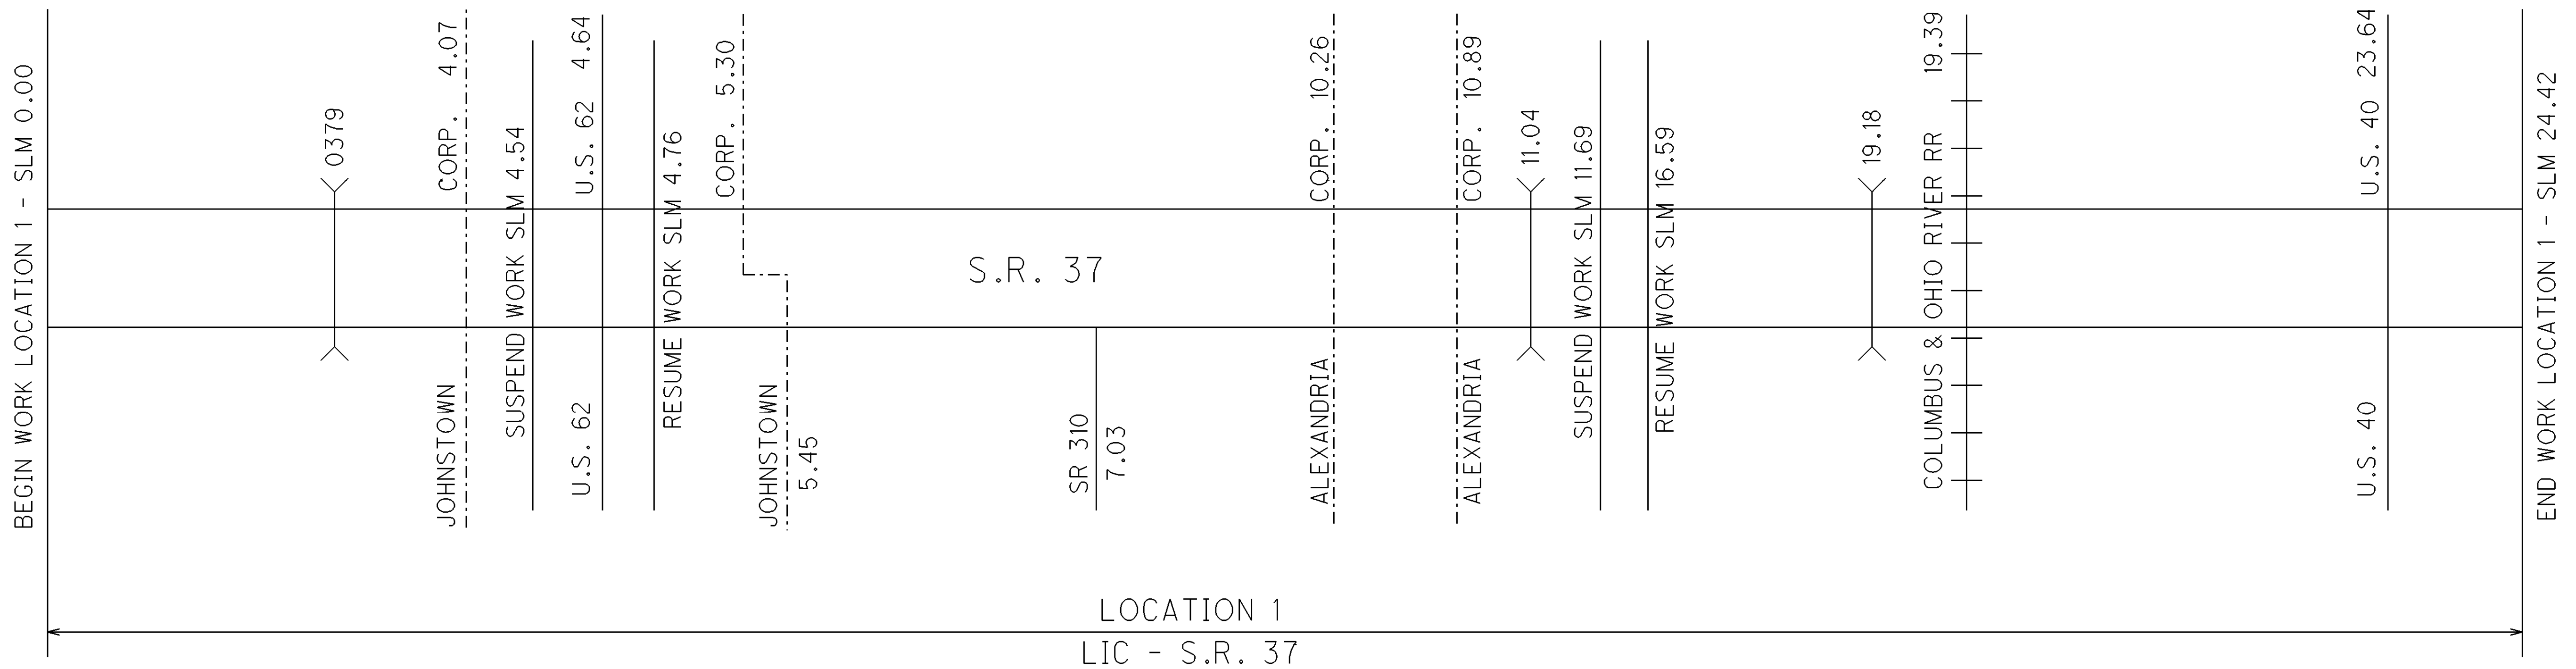 BEGIN WORK LOCATION 1 - SLM 0.00
0379
CORP. 4.07
JOHNSTOWN
SUSPEND WORK SLM 4.54
U.S. 62 4.64
U.S. 62
RESUME WORK SLM 4.76
CORP. 5.30
JOHNSTOWN
5.45
S.R. 37
SR 310
7.03
CORP. 10.26
ALEXANDRIA
CORP. 10.89
ALEXANDRIA
11.04
SUSPEND WORK SLM 11.69
RESUME WORK SLM 16.59
19.18
COLUMBUS & OHIO RIVER RR 19.39
U.S. 40 23.64
U.S. 40
END WORK LOCATION 1 - SLM 24.42
LOCATION 1
LIC - S.R. 37